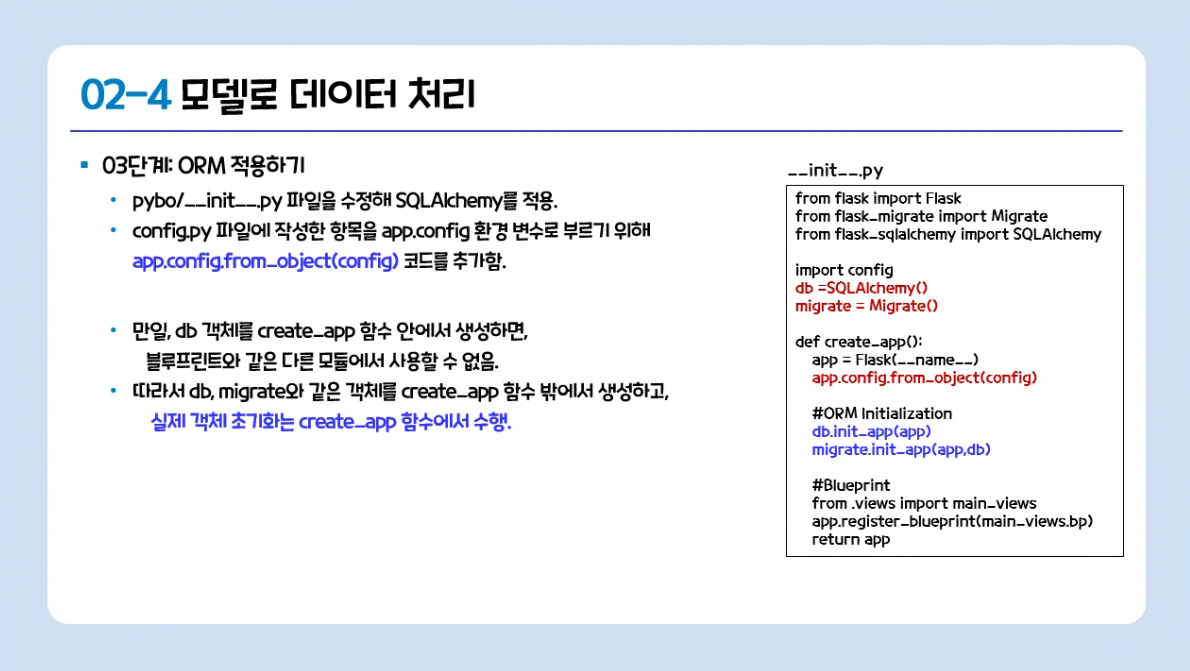 02-4 모델로 데이터 처리
03단계: ORM 적용하기
pybo/__init__.py 파일을 수정해 SQLAlchemy를 적용.
config.py 파일에 작성한 항목을 app.config 환경 변수로 부르기 위해
app.config.from_object(config) 코드를 추가함.
만일, db 객체를 create_app 함수 안에서 생성하면,
블루프린트와 같은 다른 모듈에서 사용할 수 없음.
따라서 db, migrate와 같은 객체를 create_app 함수 밖에서 생성하고,
실제 객체 초기화는 create_app 함수에서 수행.
__init__.py
from flask import Flask
from flask_migrate import Migrate
from flask_sqlalchemy import SQLAlchemy
import config
db =SQLAlchemy()
migrate = Migrate()
def create_app():
app = Flask(__name__)
app.config.from_object(config)
#ORM Initialization
db.init_app(app)
migrate.init_app(app,db)
#Blueprint
from .views import main_views
app.register_blueprint(main_views.bp)
return app